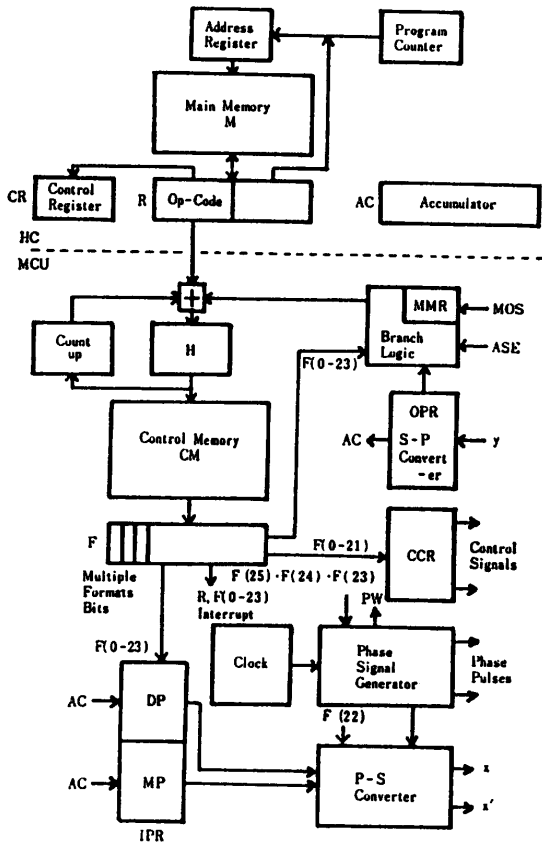 Address
Register
Program
Counter
Main Memory
M
CR
Control
Register
R
Op-Code
AC
Accumulator
HC
MCU
+
MMR
MOS
Count
up
H
Branch
Logic
ASE
F(0-23)
OPR
S-P
Convert
-er
AC
y
Control Memory
CM
F
F(0-21)
CCR
Control
Signals
Multiple
Formats
Bits
R, F(0-23)
Interrupt
F (25) · F(24) · F(23)
PW
F(0-23)
Clock
Phase
Signal
Generator
Phase
Pulses
AC
DP
F (22)
AC
MP
P-S
Converter
x
x'
IPR